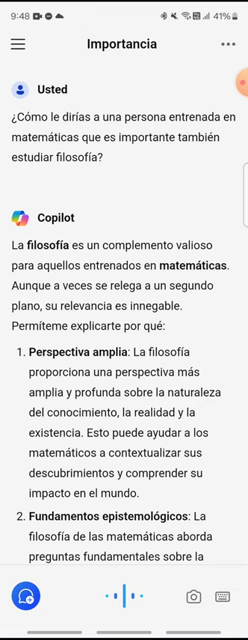 9:48
41%
Importancia
Usted
¿Cómo le dirías a una persona entrenada en
matemáticas que es importante también
estudiar filosofía?
Copilot
La filosofía es un complemento valioso
para aquellos entrenados en matemáticas.
Aunque a veces se relega a un segundo
plano, su relevancia es innegable.
Permíteme explicarte por qué:
1. Perspectiva amplia: La filosofía
proporciona una perspectiva más
amplia y profunda sobre la naturaleza
del conocimiento, la realidad y la
existencia. Esto puede ayudar a los
matemáticos a contextualizar sus
descubrimientos y comprender su
impacto en el mundo.
2. Fundamentos epistemológicos: La
filosofía de las matemáticas aborda
preguntas fundamentales sobre la